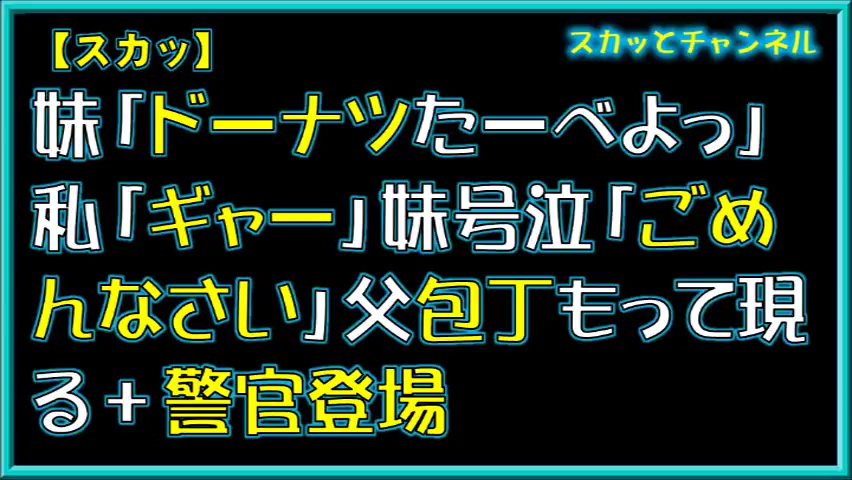 【スカッ】
スカッとチャンネル
妹「ドーナツたーべよっ」
私「ギャー」妹号泣「ごめ
んなさい」父包丁もって現
る+警官登場